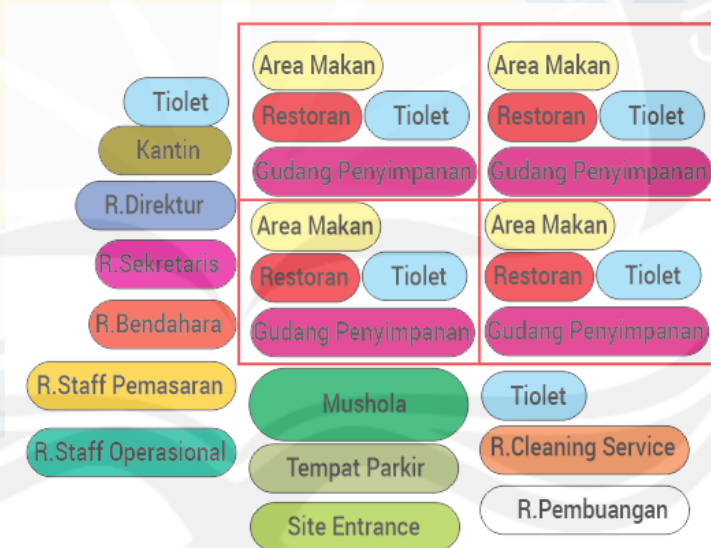 Tiolet
Kantin
R.Direktur
R.Sekretaris
R.Bendahara
R.Staff Pemasaran
R.Staff Operasional
Area Makan
Restoran
Tiolet
Gudang Penyimpanan
Area Makan
Restoran
Tiolet
Gudang Penyimpanan
Area Makan
Restoran
Tiolet
Gudang Penyimpanan
Area Makan
Restoran
Tiolet
Gudang Penyimpanan
Mushola
Tempat Parkir
Site Entrance
Tiolet
R.Cleaning Service
R.Pembuangan